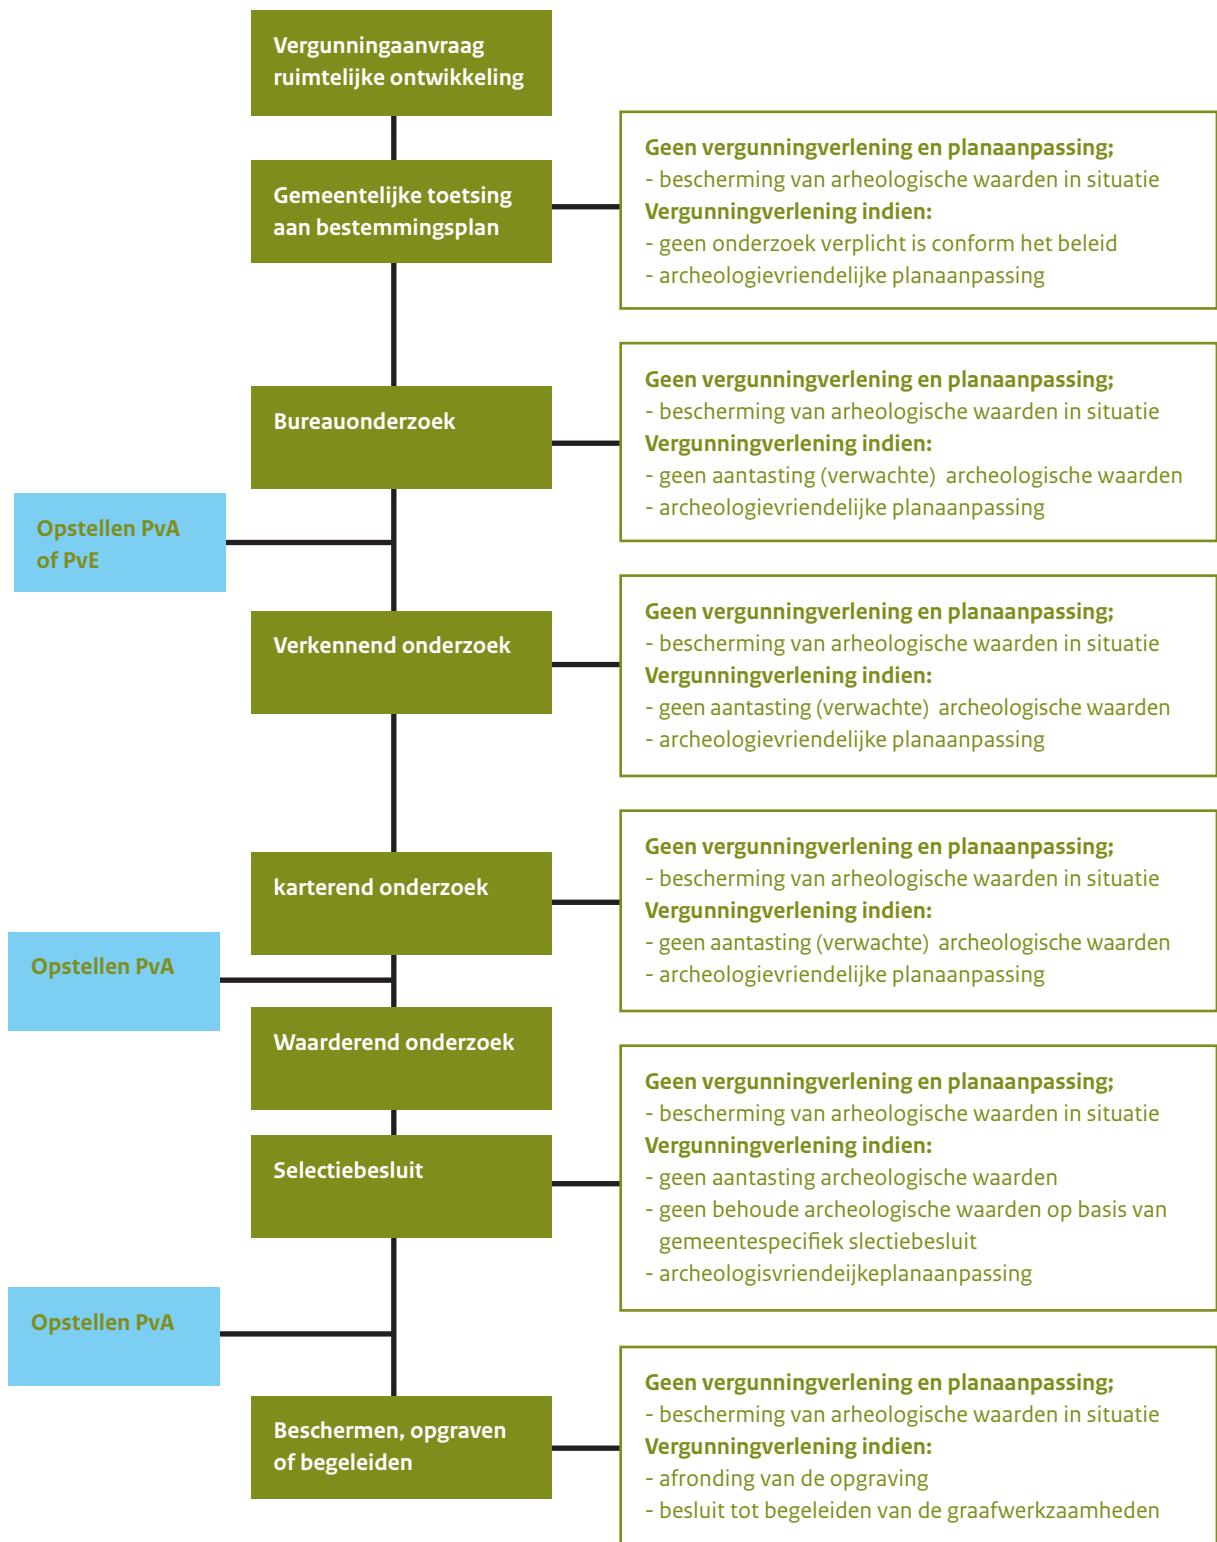 Vergunningaanvraag
ruimtelijke ontwikkeling
Gemeentelijke toetsing
aan bestemmingsplan
Geen vergunningverlening en planaanpassing;
- bescherming van arheologische waarden in situatie
Vergunningverlening indien:
- geen onderzoek verplicht is conform het beleid
- archeologievriendelijke planaanpassing
Bureauonderzoek
Geen vergunningverlening en planaanpassing;
- bescherming van arheologische waarden in situatie
Vergunningverlening indien:
- geen aantasting (verwachte) archeologische waarden
- archeologievriendelijke planaanpassing
Opstellen PvA
of PvE
Verkennend onderzoek
Geen vergunningverlening en planaanpassing;
- bescherming van arheologische waarden in situatie
Vergunningverlening indien:
- geen aantasting (verwachte) archeologische waarden
- archeologievriendelijke planaanpassing
karterend onderzoek
Geen vergunningverlening en planaanpassing;
- bescherming van arheologische waarden in situatie
Vergunningverlening indien:
- geen aantasting (verwachte) archeologische waarden
- archeologievriendelijke planaanpassing
Opstellen PvA
Waarderend onderzoek
Selectiebesluit
Geen vergunningverlening en planaanpassing;
- bescherming van arheologische waarden in situatie
Vergunningverlening indien:
- geen aantasting archeologische waarden
- geen behoude archeologische waarden op basis van
gemeentespecifiek slectiebesluit
- archeologisvriendeijkeplanaanpassing
Opstellen PvA
Beschermen, opgraven
of begeleiden
Geen vergunningverlening en planaanpassing;
- bescherming van arheologische waarden in situatie
Vergunningverlening indien:
- afronding van de opgraving
- besluit tot begeleiden van de graafwerkzaamheden